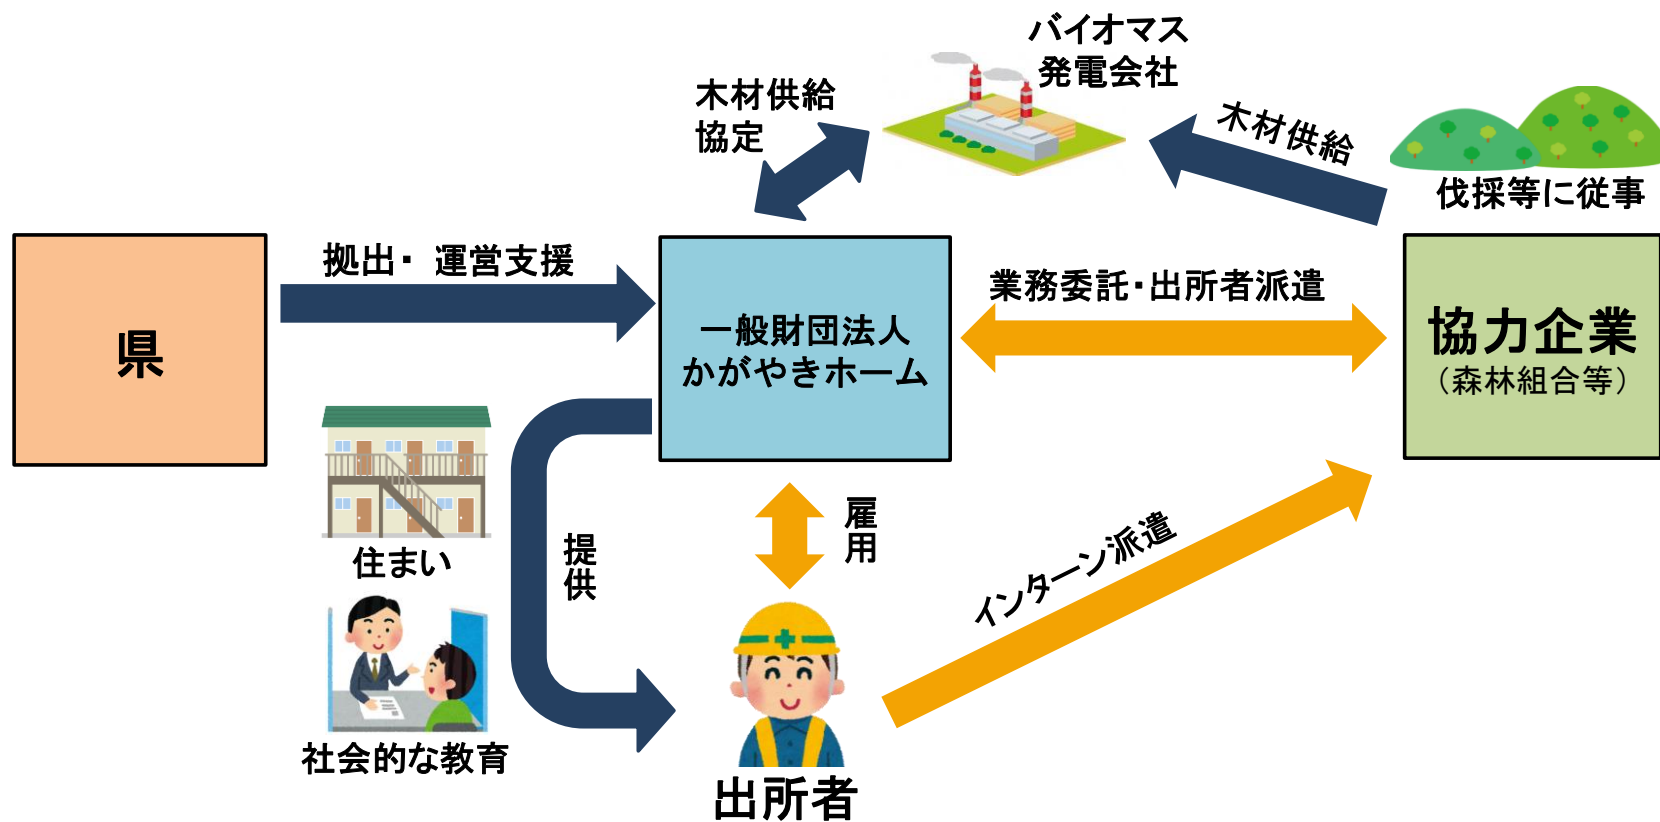 バイオマス
発電会社
木材供給
協定
木材供給
伐採等に従事
県
拠出・ 運営支援
一般財団法人
かがやきホーム
業務委託・出所者派遣
協力企業
（森林組合等）
住まい
社会的な教育
提供
雇用
インターン派遣
出所者